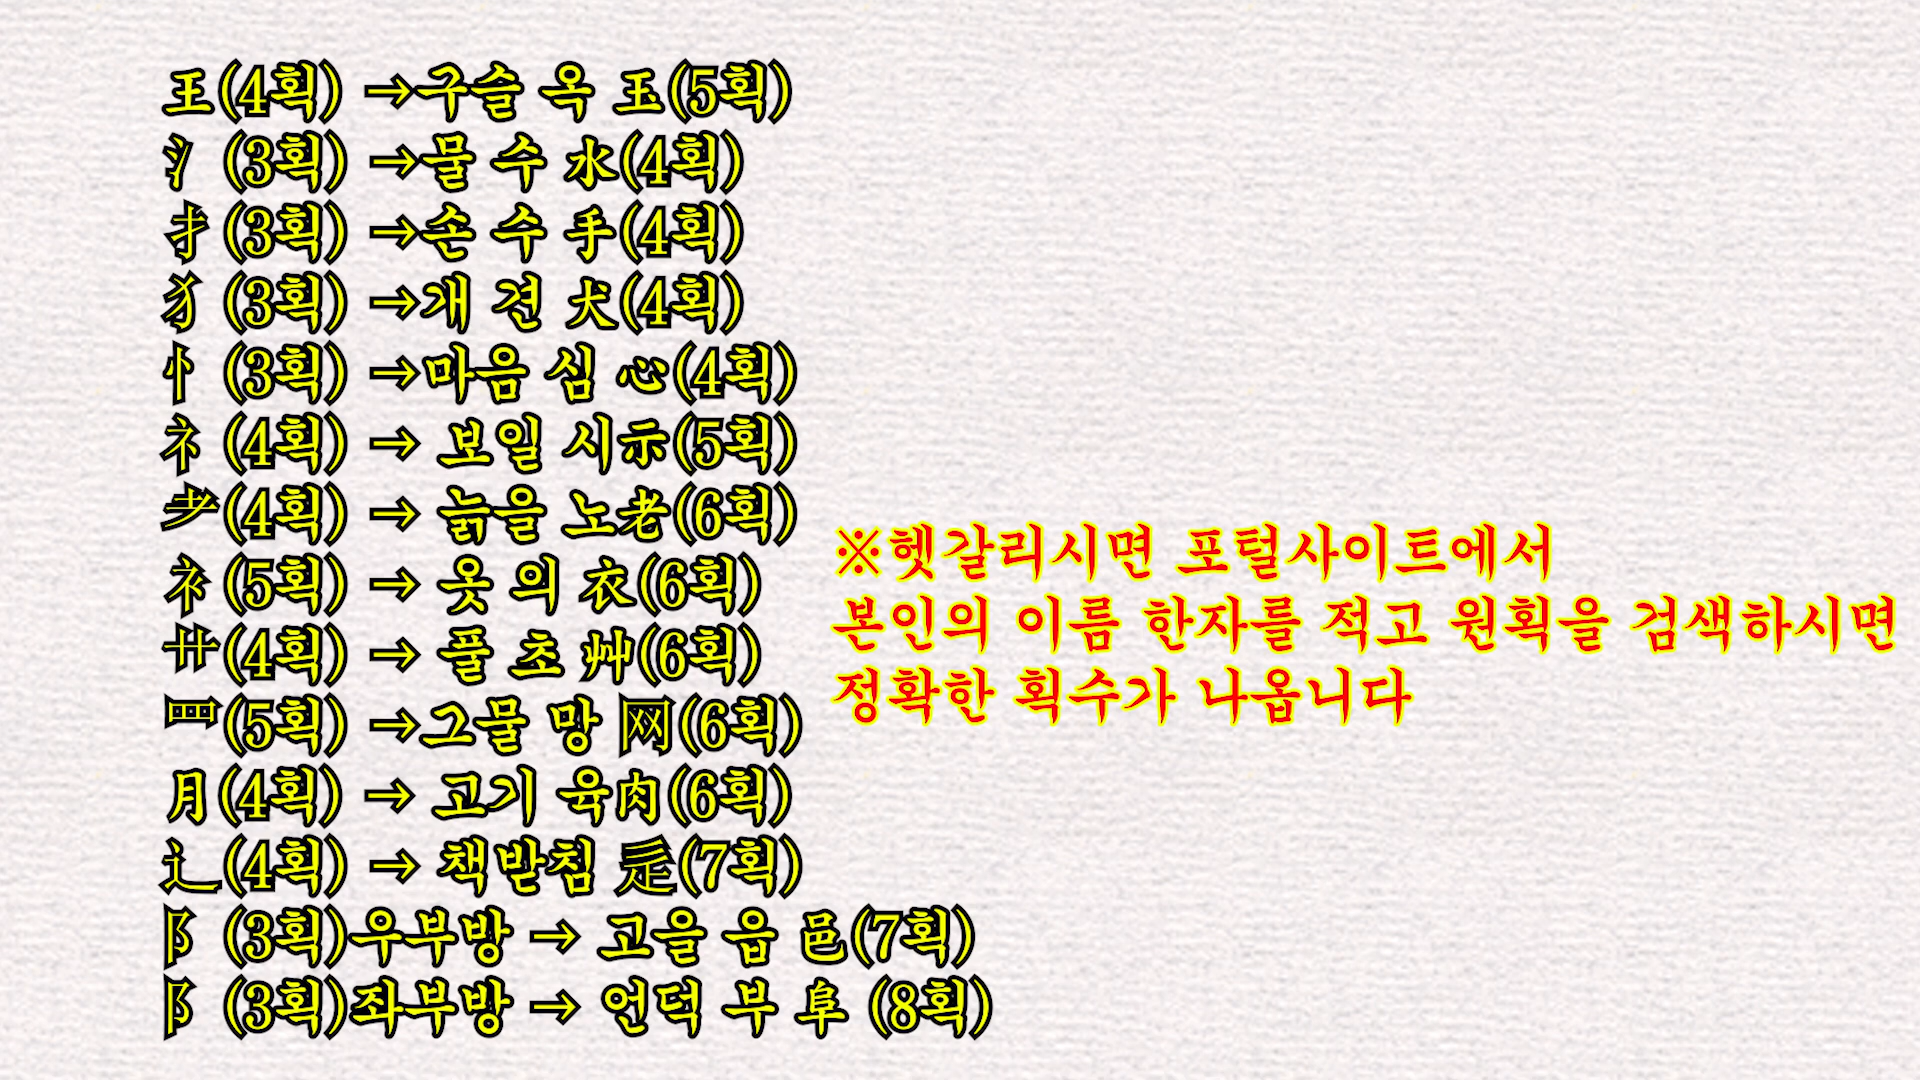 王(4획) →구슬 옥 玉(5획)
氵(3획) →물 수 水(4획)
扌(3획) →손 수 手(4획)
犭(3획) →개 견 犬(4획)
忄(3획) →마음 심 心(4획)
礻(4획) → 보일 시示(5획)
耂(4획) → 늙을 노老(6획)
衤(5획) → 옷 의 衣(6획)
艹(4획) → 풀 초 艸(6획)
罒(5획) →그물 망 网(6획)
月(4획) → 고기 육肉(6획)
辶(4획) → 책받침 辵(7획)
阝(3획)우부방 → 고을 읍 邑(7획)
阝(3획)좌부방 → 언덕 부 阜 (8획)
※헷갈리시면 포털사이트에서
본인의 이름 한자를 적고 원획을 검색하시면
정확한 획수가 나옵니다